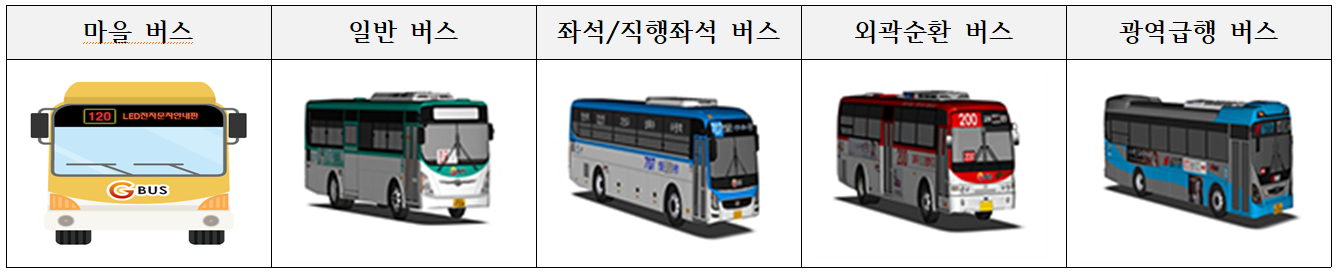 마을 버스
일반 버스
좌석/직행좌석 버스
외곽순환 버스
광역급행 버스
120 LED전자문자안내판
G BUS
707
200
200